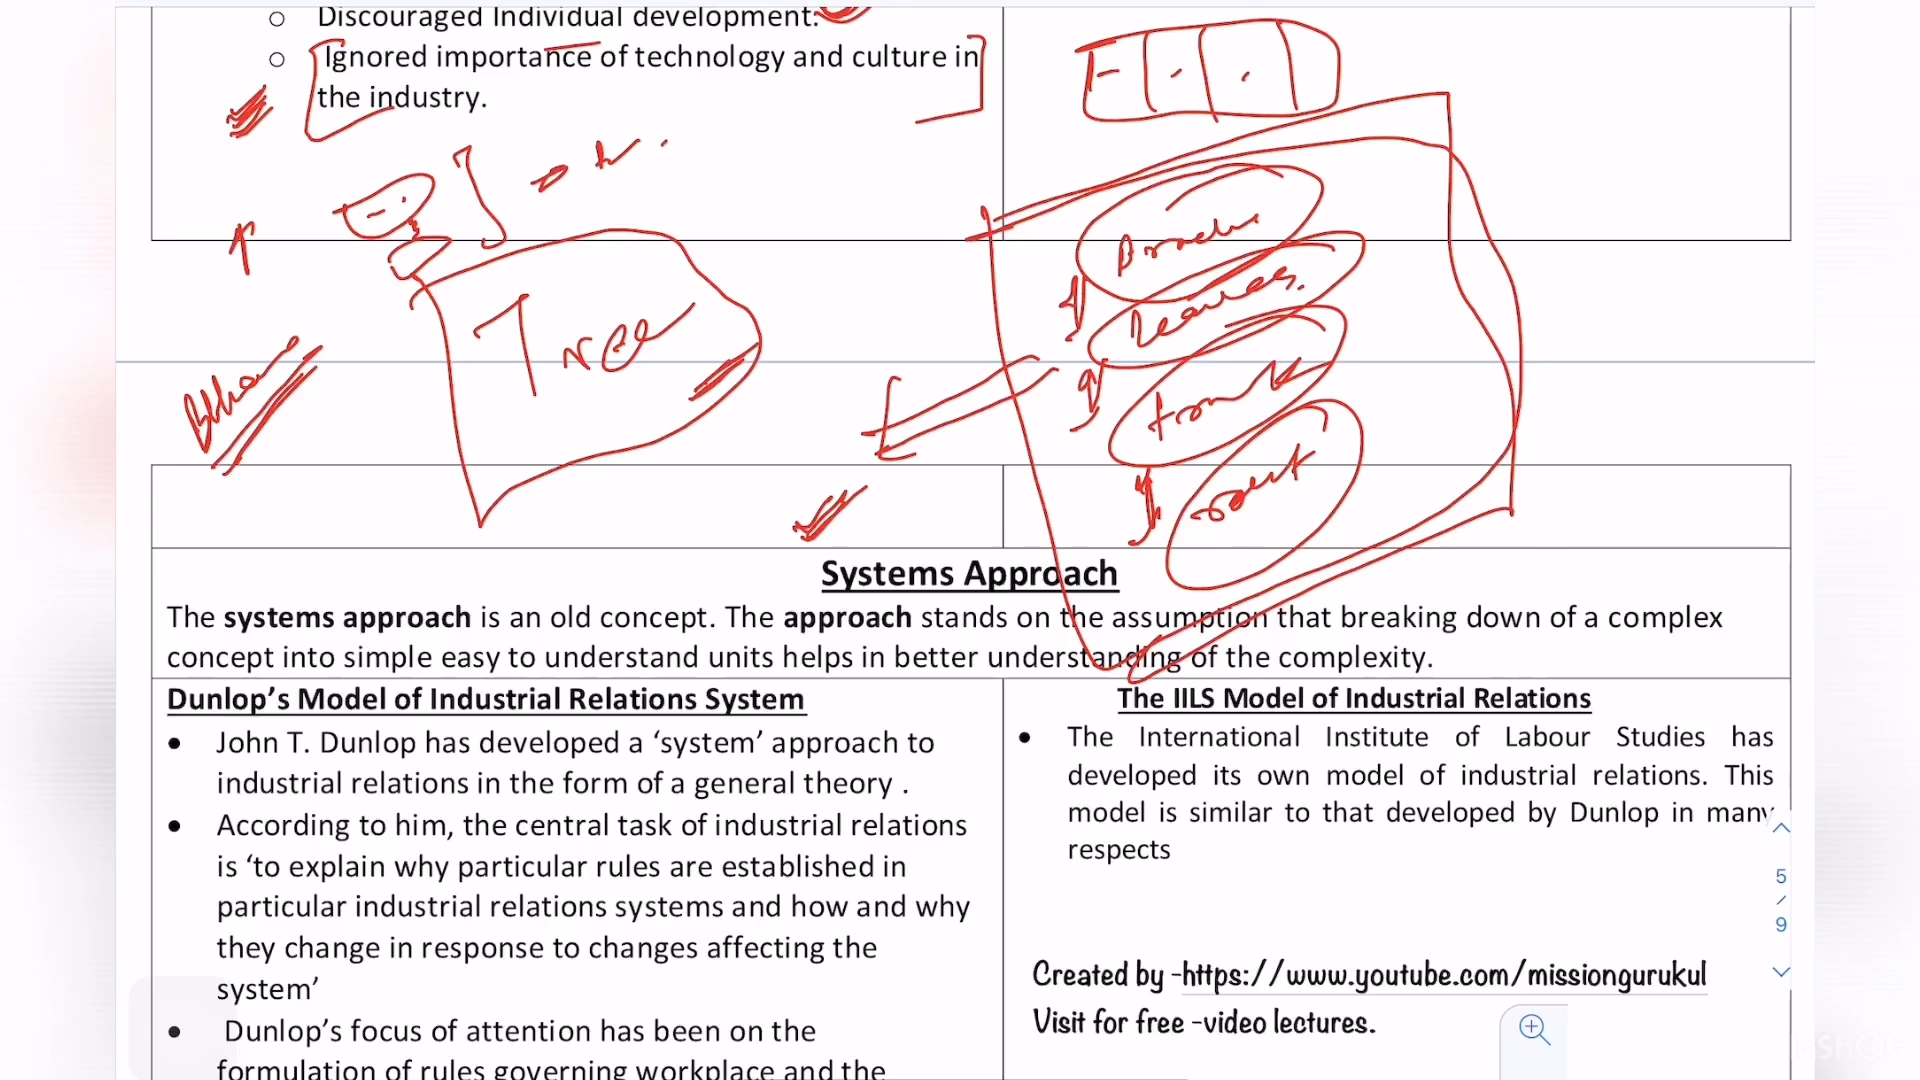 Discouraged Individual development.
Ignored importance of technology and culture in
the industry.
Tree
Leaves.
Systems Approach
The systems approach is an old concept. The approach stands on the assumption that breaking down of a complex
concept into simple easy to understand units helps in better understanding of the complexity.
Dunlop’s Model of Industrial Relations System
• John T. Dunlop has developed a ‘system’ approach to
industrial relations in the form of a general theory .
• According to him, the central task of industrial relations
is ‘to explain why particular rules are established in
particular industrial relations systems and how and why
they change in response to changes affecting the
system’
• Dunlop’s focus of attention has been on the
formulation of rules governing workplace and the
The IILS Model of Industrial Relations
• The International Institute of Labour Studies has
developed its own model of industrial relations. This
model is similar to that developed by Dunlop in many
respects
Created by -https://www.youtube.com/missiongurukul
Visit for free -video lectures.
5
/
9